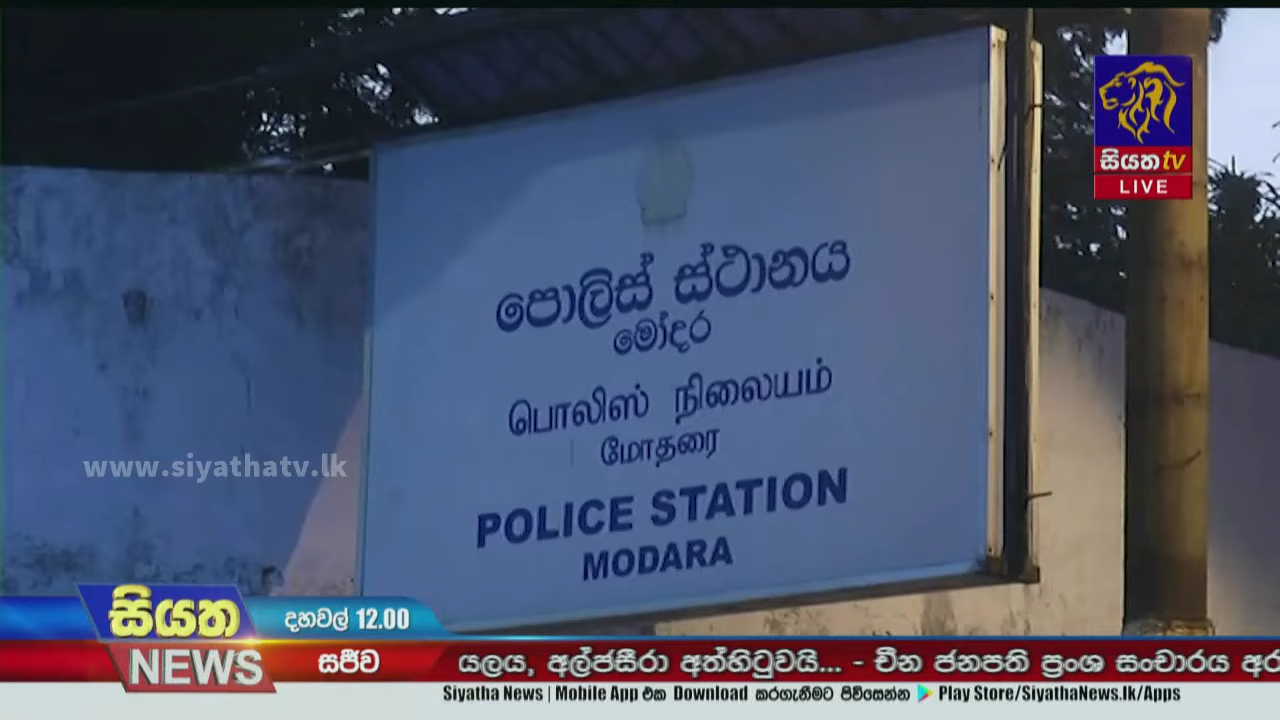 සියත tv
LIVE
පොලිස් ස්ථානය
මෝදර
பொலிஸ் நிலையம்
மோதரை
POLICE STATION
MODARA
www.siyathatv.lk
සියත
දහවල් 12.00
NEWS
සජීව
යලය, අල්ජසීරා අත්හිටුවයි... - චීන ජනපති ප්‍රංශ සංචාරය අර
Siyatha News | Mobile App එක Download කරගැනීමට පිවිසෙන්න Play Store/SiyathaNews.lk/Apps